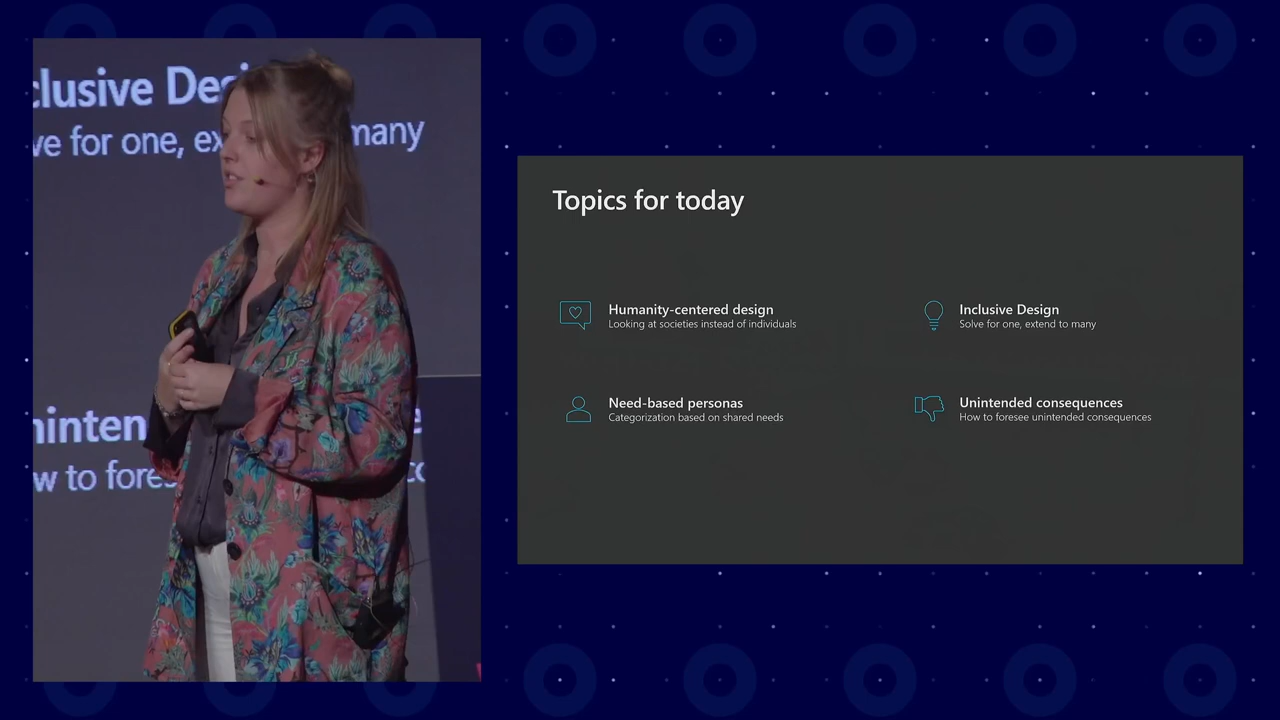 clusive Des
ve for one, ex many
ninten e
w to fores co
Topics for today
Humanity-centered design
Looking at societies instead of individuals
Inclusive Design
Solve for one, extend to many
Need-based personas
Categorization based on shared needs
Unintended consequences
How to foresee unintended consequences